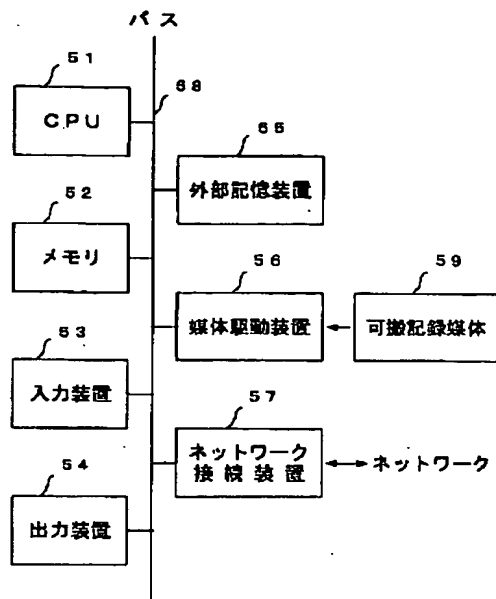 バス
51
CPU
58
55
外部記憶装置
52
メモリ
56
媒体駆動装置
59
可搬記録媒体
53
入力装置
57
ネットワーク
接続装置
ネットワーク
54
出力装置